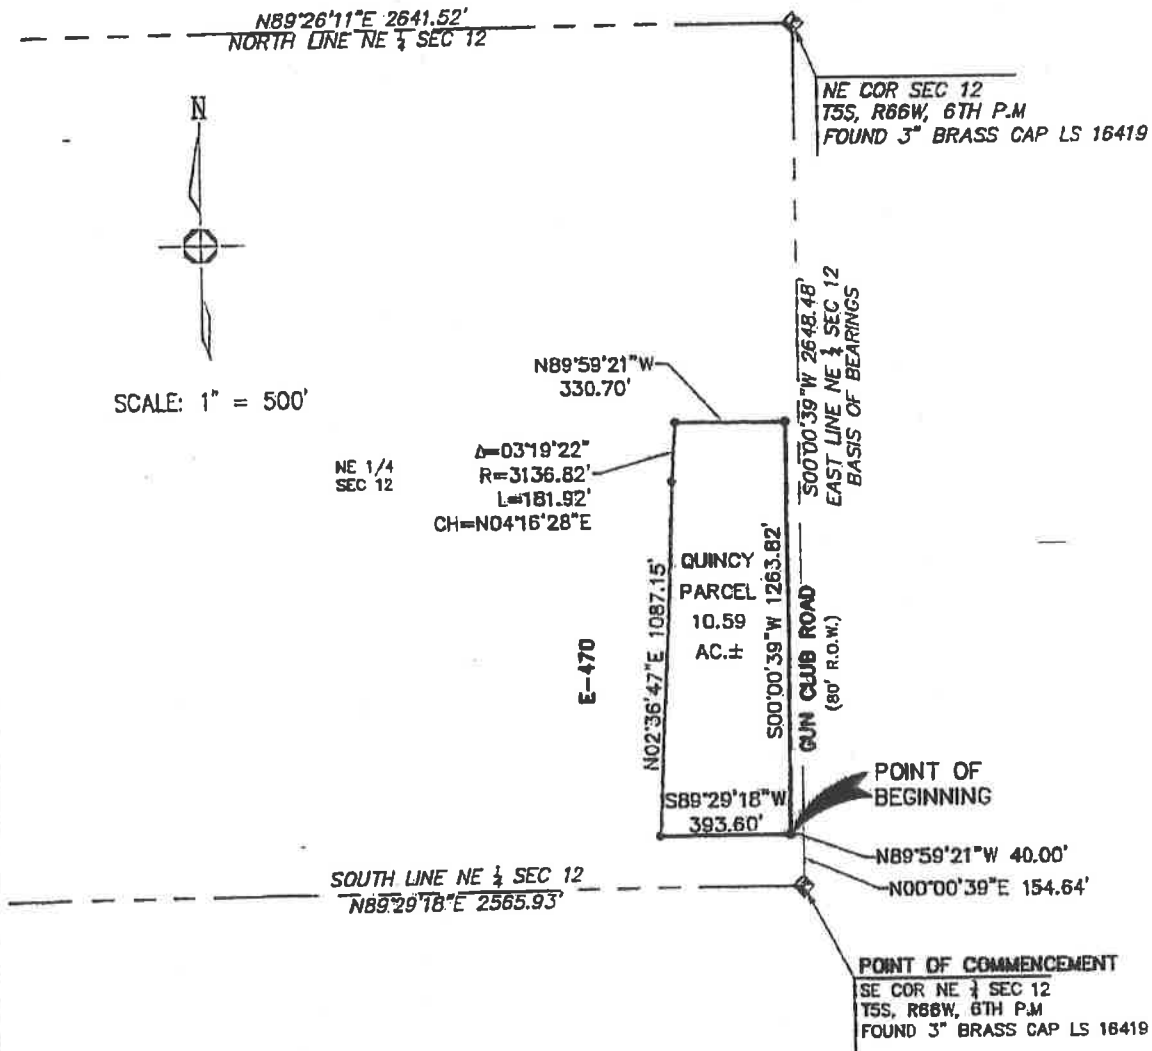 N89°26'11"E 2641.52'
NORTH LINE NE ¼ SEC 12
NE COR SEC 12
T5S, R66W, 6TH P.M
FOUND 3" BRASS CAP LS 16419
N
SCALE: 1" = 500'
S00°00'39"W 2648.48'
EAST LINE NE ¼ SEC 12
BASIS OF BEARINGS
N89°59'21"W
330.70'
NE 1/4
SEC 12
Δ=03°19'22"
R=3136.82'
L=181.92'
CH=N04°16'28"E
QUINCY
PARCEL
10.59
AC.±
N02°36'47"E 1087.15'
S00°00'39"W 1263.82'
E-470
GUN CLUB ROAD
(80' R.O.W.)
S89°29'18"W
393.60'
POINT OF
BEGINNING
N89°59'21"W 40.00'
N00°00'39"E 154.64'
SOUTH LINE NE ¼ SEC 12
N89°29'18"E 2565.93'
POINT OF COMMENCEMENT
SE COR NE ¼ SEC 12
T5S, R66W, 6TH P.M
FOUND 3" BRASS CAP LS 16419